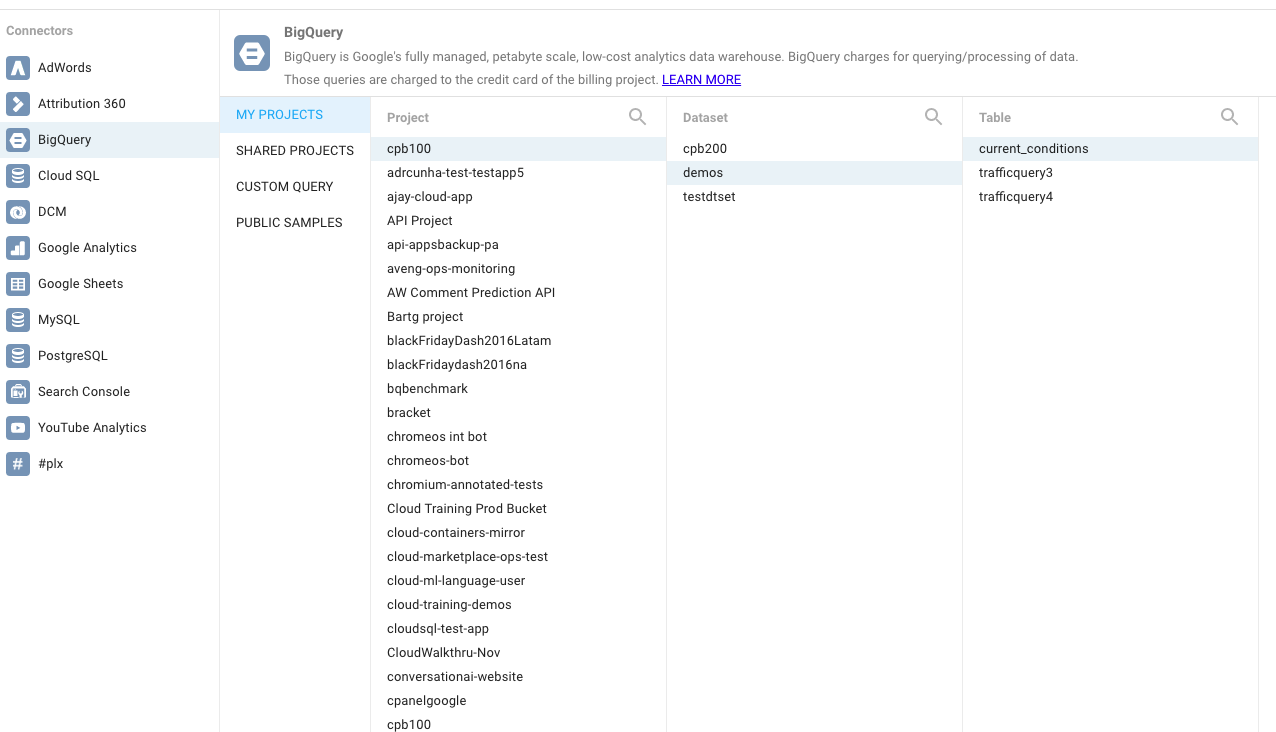 Connectors
AdWords
Attribution 360
BigQuery
Cloud SQL
DCM
Google Analytics
Google Sheets
MySQL
PostgreSQL
Search Console
YouTube Analytics
#plx
BigQuery
BigQuery is Google's fully managed, petabyte scale, low-cost analytics data warehouse. BigQuery charges for querying/processing of data.
Those queries are charged to the credit card of the billing project. LEARN MORE
MY PROJECTS
SHARED PROJECTS
CUSTOM QUERY
PUBLIC SAMPLES
Project
cpb100
adrcunha-test-testapp5
ajay-cloud-app
API Project
api-appsbackup-pa
aveng-ops-monitoring
AW Comment Prediction API
Bartg project
blackFridayDash2016Latam
blackFridaydash2016na
bqbenchmark
bracket
chromeos int bot
chromeos-bot
chromium-annotated-tests
Cloud Training Prod Bucket
cloud-containers-mirror
cloud-marketplace-ops-test
cloud-ml-language-user
cloud-training-demos
cloudsql-test-app
CloudWalkthru-Nov
conversationai-website
cpanelgoogle
cpb100
Dataset
cpb200
demos
testdtset
Table
current_conditions
trafficquery3
trafficquery4